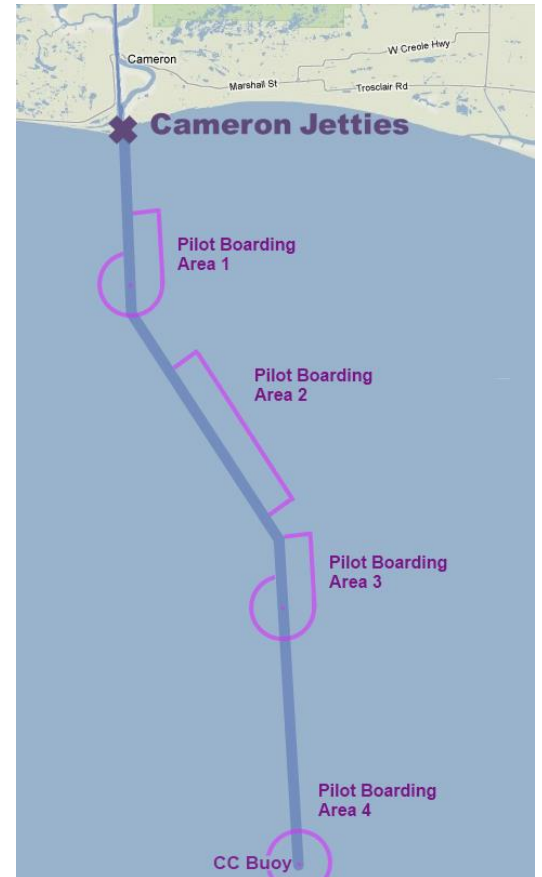 W Creole Hwy
Cameron
Marshall St
Trosclair Rd
Cameron Jetties
Pilot Boarding
Area 1
Pilot Boarding
Area 2
Pilot Boarding
Area 3
Pilot Boarding
Area 4
CC Buoy